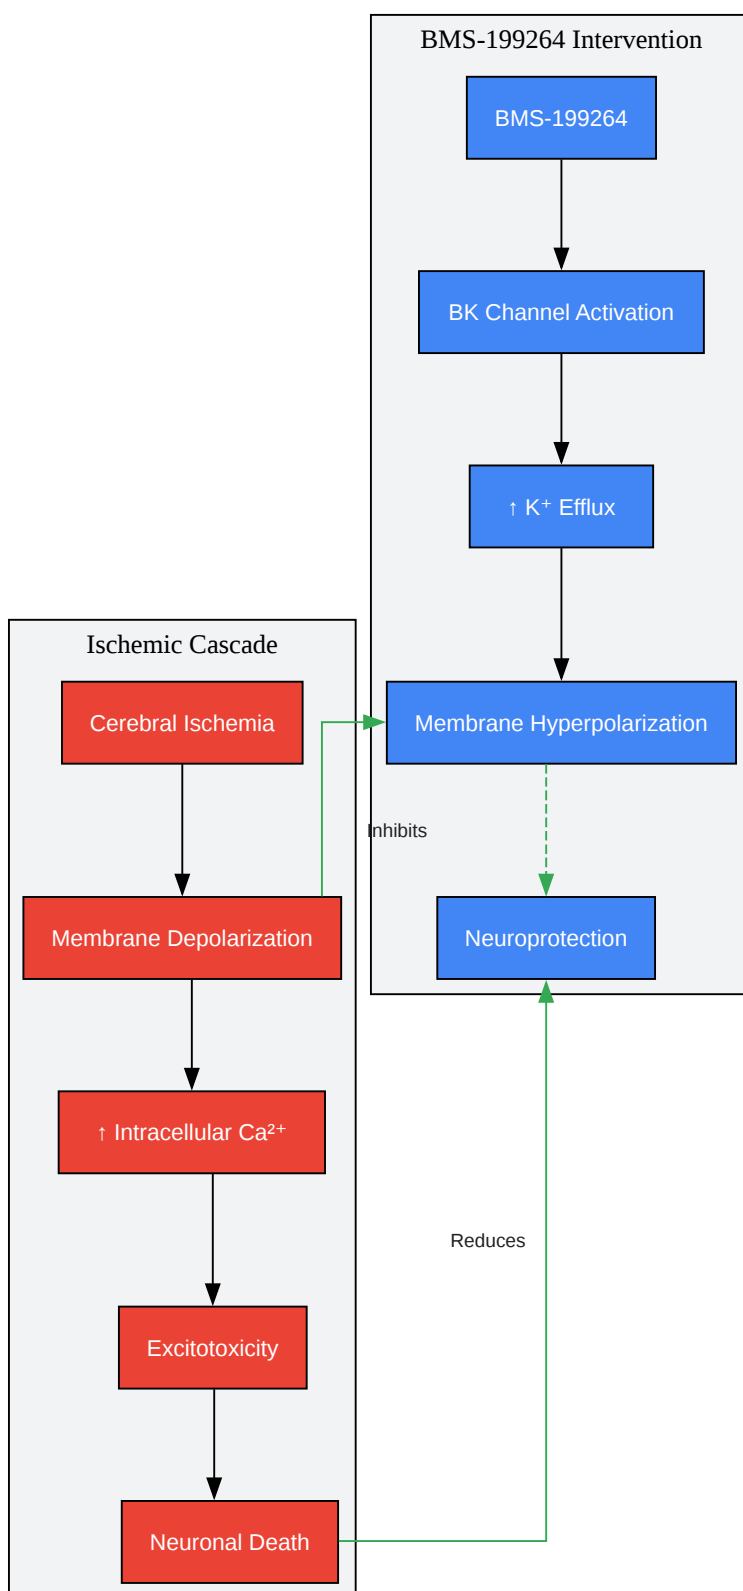 BMS-199264 Intervention
BMS-199264
BK Channel Activation
↑ K⁺ Efflux
Ischemic Cascade
Cerebral Ischemia
Membrane Hyperpolarization
Inhibits
Membrane Depolarization
Neuroprotection
↑ Intracellular Ca²⁺
Reduces
Excitotoxicity
Neuronal Death